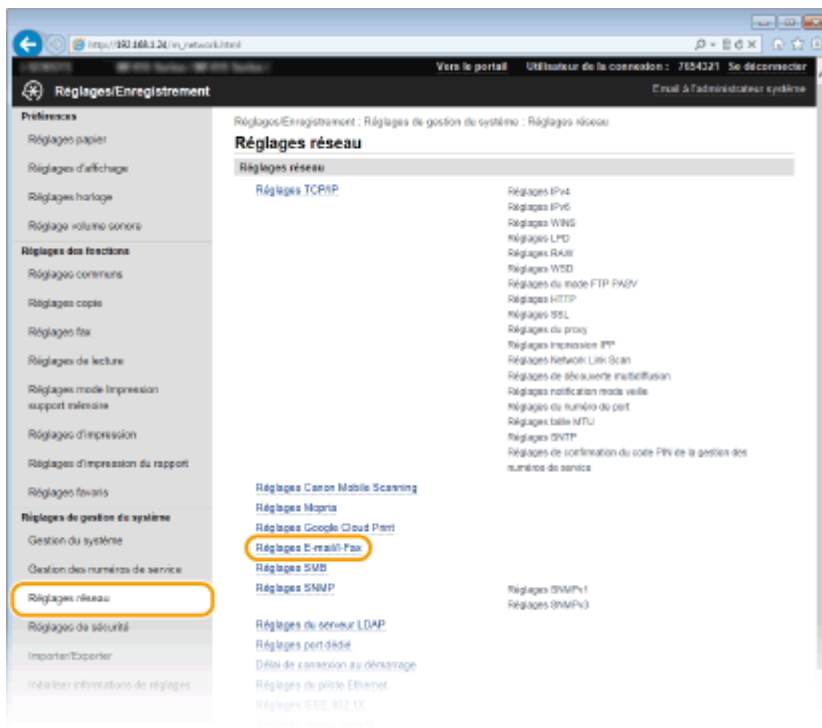 http://192.168.1.24/m_network.html
Vers le portail Utilisateur de la connexion : 7654321 Se déconnecter
Réglages/Enregistrement
Email à l'administrateur système
Préférences
Réglages papier
Réglages d'affichage
Réglages horloge
Réglage volume sonore
Réglages des fonctions
Réglages communs
Réglages copie
Réglages fax
Réglages de lecture
Réglages mode Impression
support mémoire
Réglages d'impression
Réglages d'impression du rapport
Réglages favoris
Réglages de gestion du système
Gestion du système
Gestion des numéros de service
Réglages réseau
Réglages de sécurité
Importer/Exporter
Initialiser informations de réglages
Réglages/Enregistrement : Réglages de gestion du système : Réglages réseau
Réglages réseau
Réglages réseau
Réglages TCP/IP
Réglages IPv4
Réglages IPv6
Réglages WINS
Réglages LPD
Réglages RAW
Réglages WSD
Réglages du mode FTP PASV
Réglages HTTP
Réglages SSL
Réglages du proxy
Réglages impression IPP
Réglages Network Link Scan
Réglages de découverte multidiffusion
Réglages notification mode veille
Réglages du numéro de port
Réglages taille MTU
Réglages SNTP
Réglages de confirmation du code PIN de la gestion des
numéros de service
Réglages Canon Mobile Scanning
Réglages Mopria
Réglages Google Cloud Print
Réglages E-mail/I-Fax
Réglages SMB
Réglages SNMP
Réglages SNMPv1
Réglages SNMPv3
Réglages du serveur LDAP
Réglages port dédié
Délai de connexion au démarrage
Réglages du pilote Ethernet
Réglages IEEE 802.1X